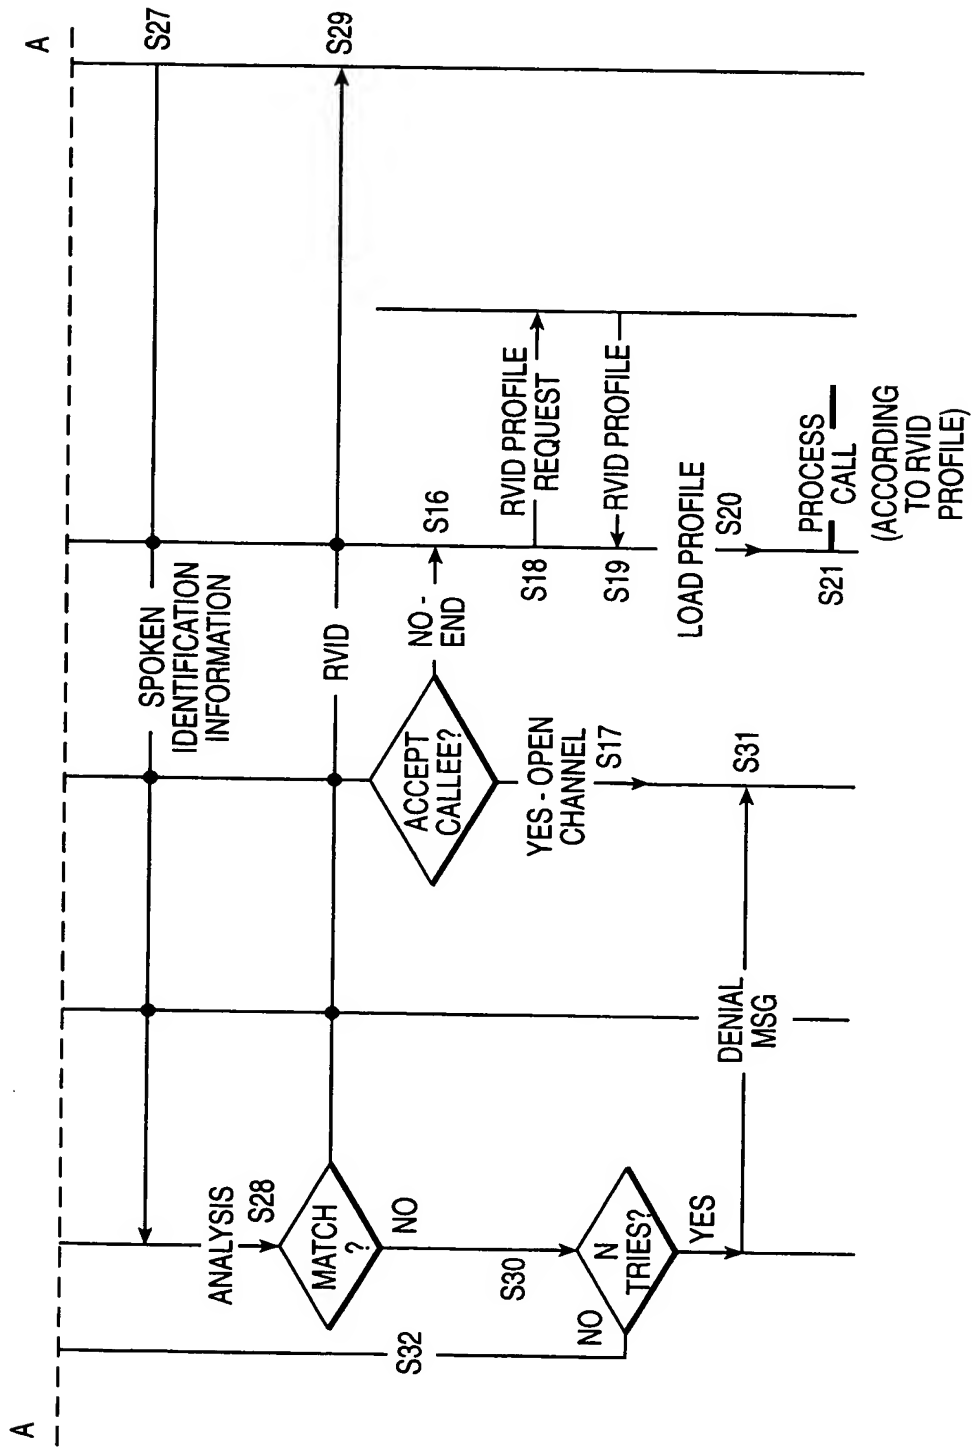 A
A
S27
SPOKEN
IDENTIFICATION
INFORMATION
ANALYSIS
S28
MATCH
?
RVID
S29
NO
S32
S30
ACCEPT
CALLEE?
NO -
END
S16
YES - OPEN
CHANNEL
S17
S18
RVID PROFILE
REQUEST
S19
RVID PROFILE
N
TRIES?
NO
YES
DENIAL
MSG
S31
LOAD PROFILE
S20
S21
PROCESS
CALL
(ACCORDING
TO RVID
PROFILE)